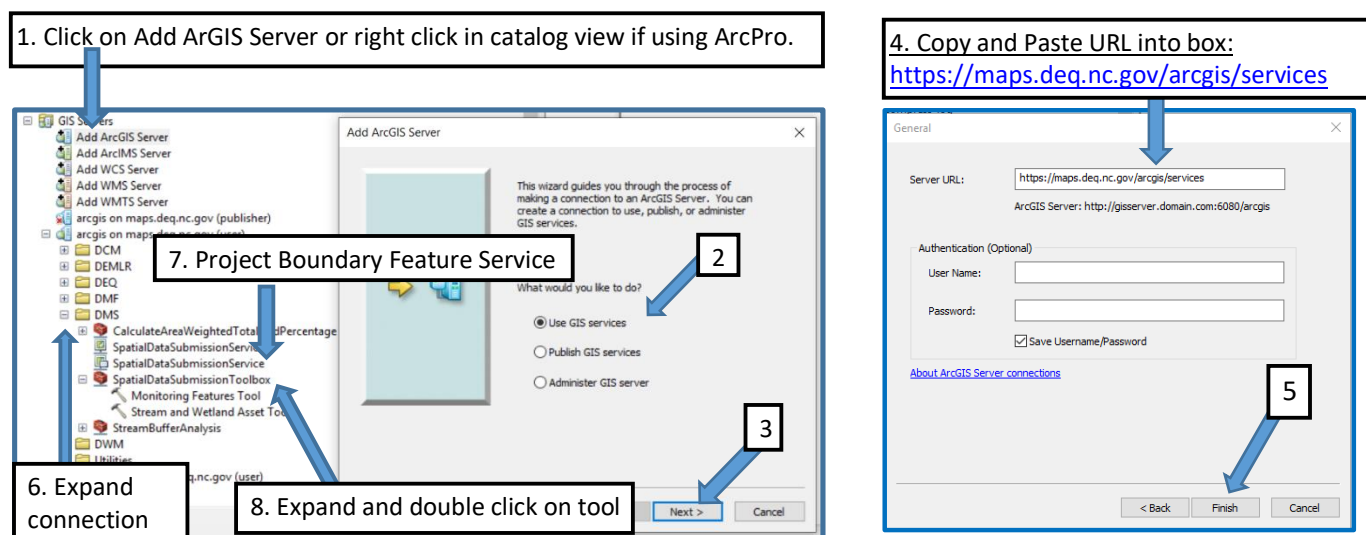 1. Click on Add ArGIS Server or right click in catalog view if using ArcPro.
GIS Servers
Add ArcGIS Server
Add ArcIMS Server
Add WCS Server
Add WMS Server
Add WMTS Server
arcgis on maps.deq.nc.gov (publisher)
arcgis on maps.deq.nc.gov (user)
DCM
DEMLR
DEQ
DMF
DMS
SpatialDataSubmissionService
SpatialDataSubmissionToolbox
Monitoring Features Tool
Stream and Wetland Asset
StreamBufferAnalysis
DWM
Utilities
q.nc.gov (user)
7. Project Boundary Feature Service
6. Expand
connection
8. Expand and double click on tool
Add ArcGIS Server
This wizard guides you through the process of
making a connection to an ArcGIS Server. You can
create a connection to use, publish, or administer
GIS services.
What would you like to do?
2
Use GIS services
Publish GIS services
Administer GIS server
3
Next >
Cancel
4. Copy and Paste URL into box:
https://maps.deq.nc.gov/arcgis/services
General
Server URL:
https://maps.deq.nc.gov/arcgis/services
ArcGIS Server: http://gisserver.domain.com:6080/arcgis
Authentication (Optional)
User Name:
Password:
Save Username/Password
About ArcGIS Server connections
5
< Back
Finish
Cancel